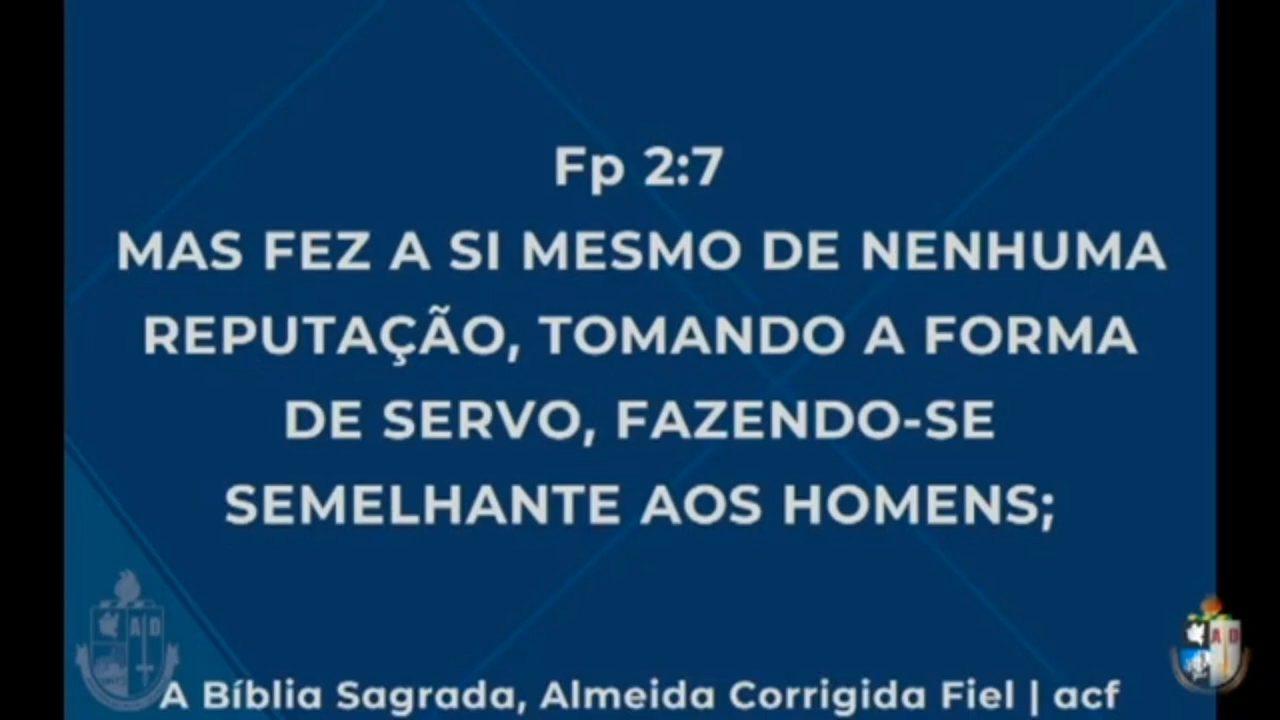 Fp 2:7
MAS FEZ A SI MESMO DE NENHUMA
REPUTAÇÃO, TOMANDO A FORMA
DE SERVO, FAZENDO-SE
SEMELHANTE AOS HOMENS;
A Bíblia Sagrada, Almeida Corrigida Fiel | acf
A D
A D